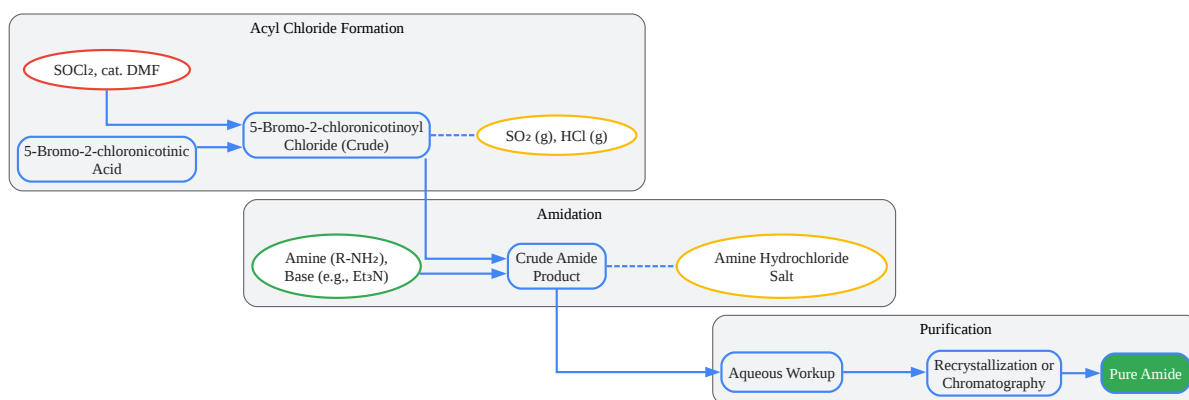 Acyl Chloride Formation
SOCl₂, cat. DMF
5-Bromo-2-chloronicotinoyl
Chloride (Crude)
SO₂ (g), HCl (g)
5-Bromo-2-chloronicotinic
Acid
Amidation
Amine (R-NH₂),
Base (e.g., Et₃N)
Crude Amide
Product
Amine Hydrochloride
Salt
Purification
Aqueous Workup
Recrystallization or
Chromatography
Pure Amide